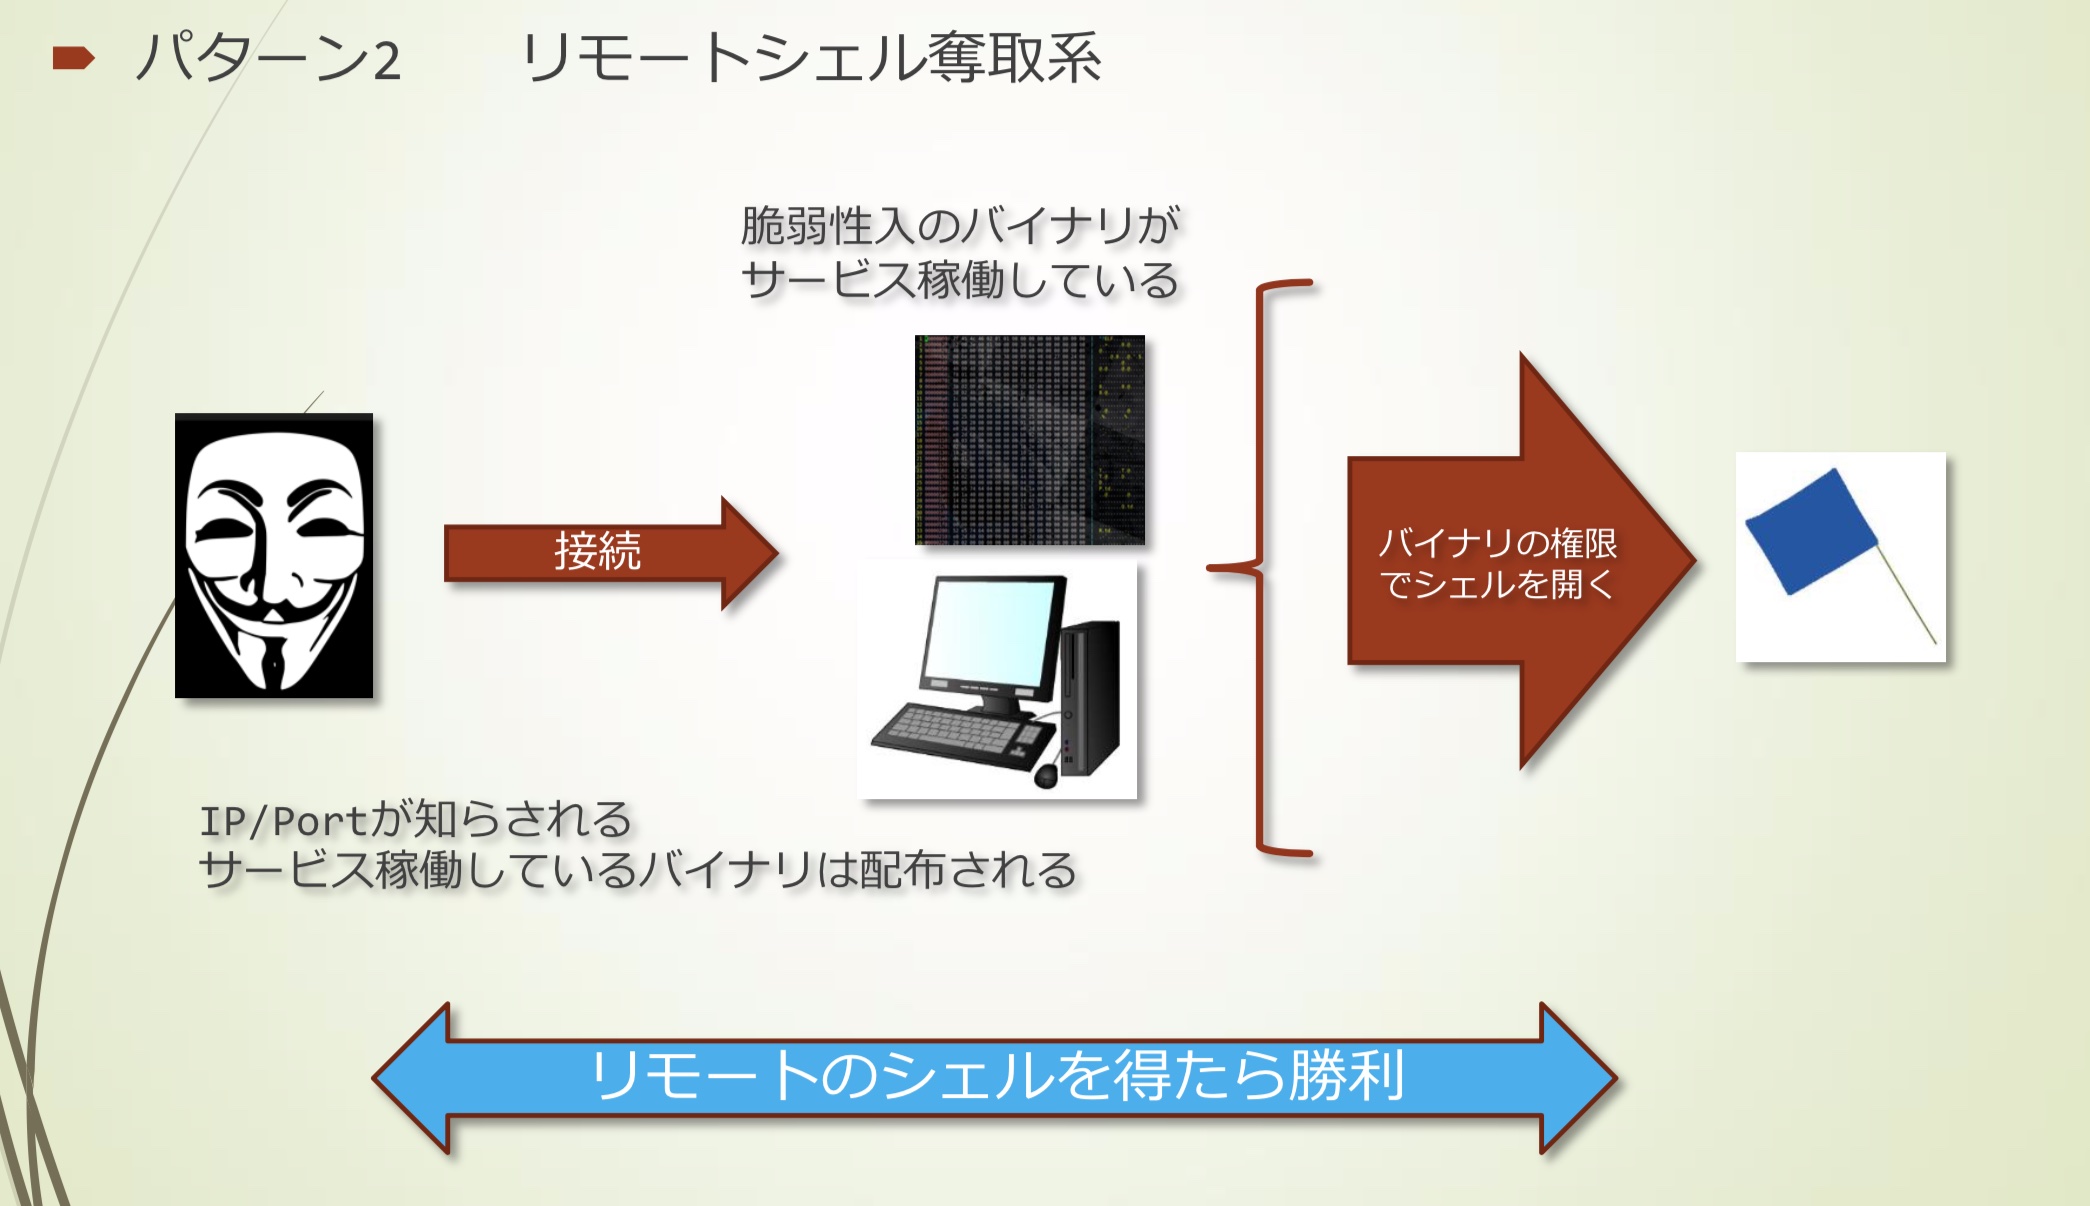 パターン2　　リモートシェル奪取系
脆弱性入のバイナリが
サービス稼働している
接続
バイナリの権限
でシェルを開く
IP/Portが知らされる
サービス稼働しているバイナリは配布される
リモートのシェルを得たら勝利